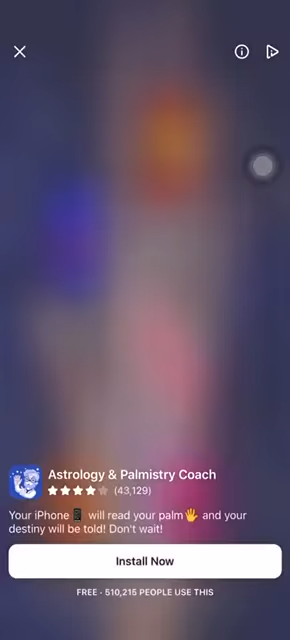 Astrology & Palmistry Coach
(43,129)
Your iPhone 📱 will read your palm🖐 and your
destiny will be told! Don't wait!
Install Now
FREE · 510,215 PEOPLE USE THIS